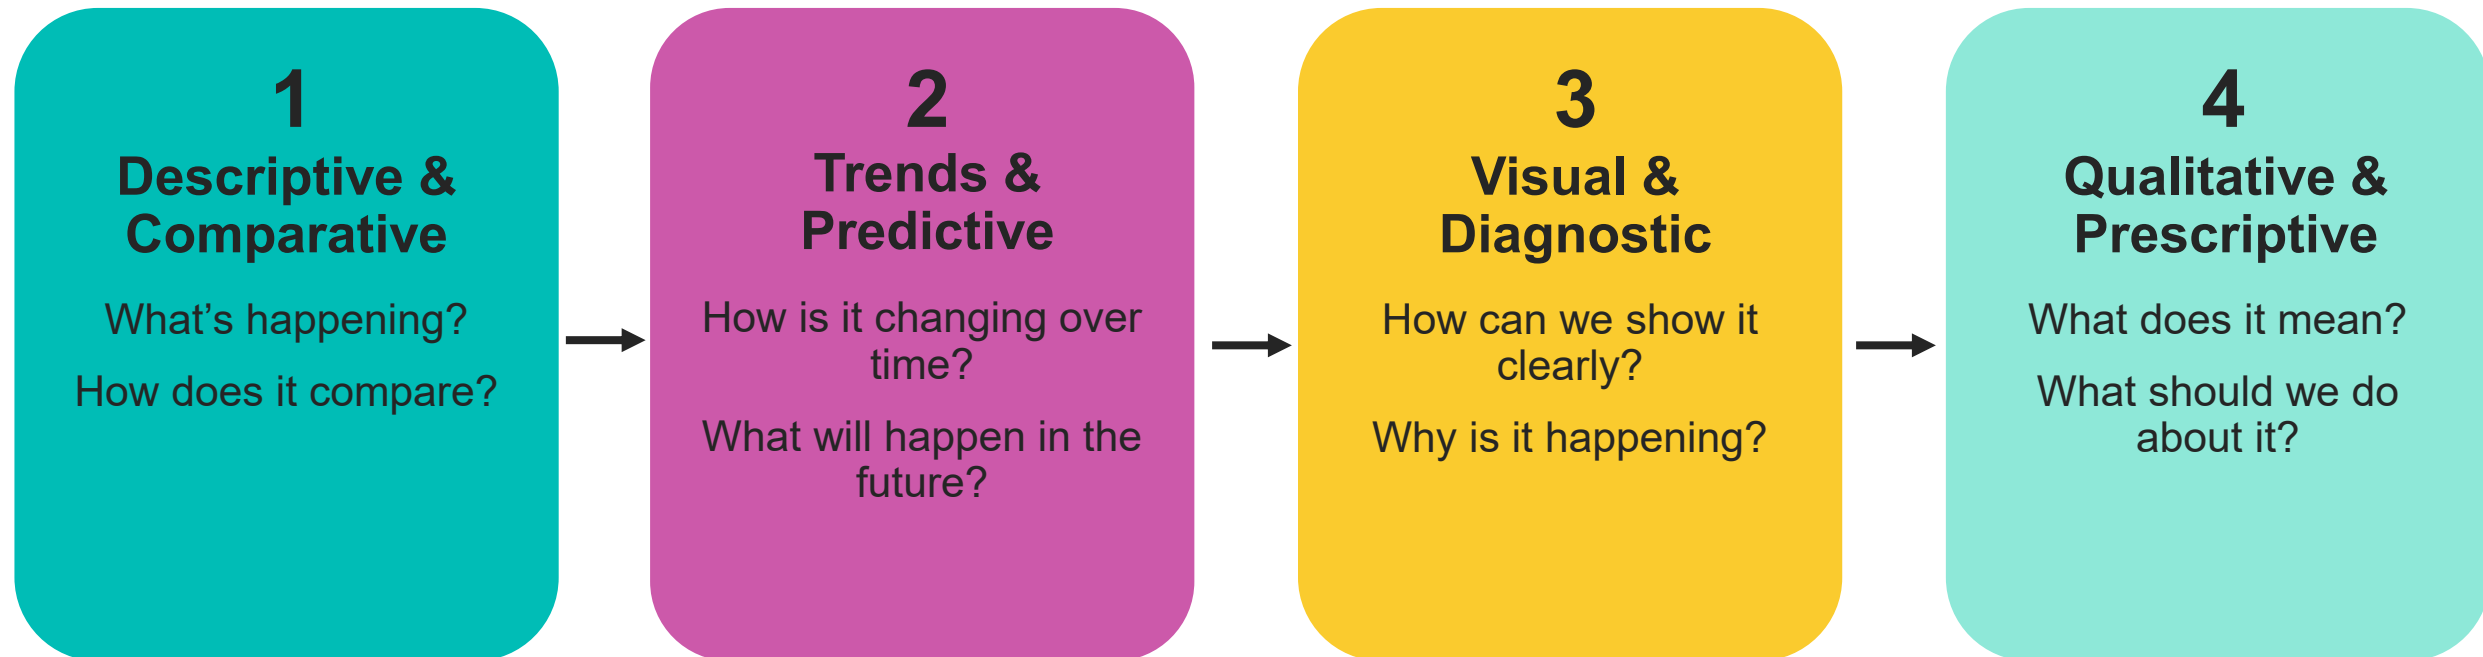 1
Descriptive &
Comparative
What’s happening?
How does it compare?
2
Trends &
Predictive
How is it changing over
time?
What will happen in the
future?
3
Visual &
Diagnostic
How can we show it
clearly?
Why is it happening?
4
Qualitative &
Prescriptive
What does it mean?
What should we do
about it?